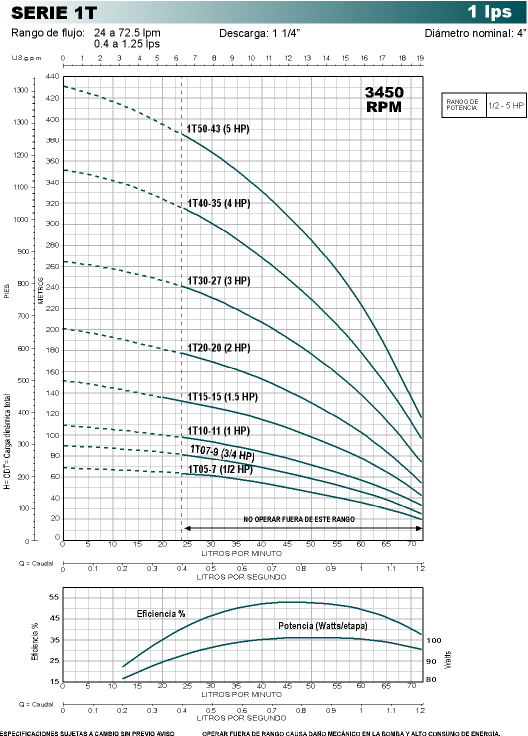 SERIE 1T
1 lps
Rango de flujo: 24 a 72.5 lpm
0.4 a 1.25 lps
Descarga: 1 1/4"
Diámetro nominal: 4"
U.S.g.p.m
0 1 2 3 4 5 6 7 8 9 10 11 12 13 14 15 16 17 18 19
3450
RPM
RANGO DE POTENCIA
1/2 - 5 HP
PIES
1300
1200
1100
1000
900
800
700
600
500
400
300
200
100
0
METROS
440
420
400
380
360
340
320
300
280
260
240
220
200
180
160
140
120
100
80
60
40
20
0
H= CDT= Carga dinámica total
1T50-43 (5 HP)
1T40-35 (4 HP)
1T30-27 (3 HP)
1T20-20 (2 HP)
1T15-15 (1.5 HP)
1T10-11 (1 HP)
1T07-9 (3/4 HP)
1T05-7 (1/2 HP)
NO OPERAR FUERA DE ESTE RANGO
0 5 10 15 20 25 30 35 40 45 50 55 60 65 70
LITROS POR MINUTO
Q = Caudal
0 0.1 0.2 0.3 0.4 0.5 0.6 0.7 0.8 0.9 1 1.1 1.2
LITROS POR SEGUNDO
Eficiencia %
55
45
35
25
15
Eficiencia %
Potencia (Watts/etapa)
100
90
80
Watts
0 5 10 15 20 25 30 35 40 45 50 55 60 65 70
LITROS POR MINUTO
Q = Caudal
0 0.1 0.2 0.3 0.4 0.5 0.6 0.7 0.8 0.9 1 1.1 1.2
LITROS POR SEGUNDO
ESPECIFICACIONES SUJETAS A CAMBIO SIN PREVIO AVISO
OPERAR FUERA DE RANGO CAUSA DAÑO MECÁNICO EN LA BOMBA Y ALTO CONSUMO DE ENERGÍA.